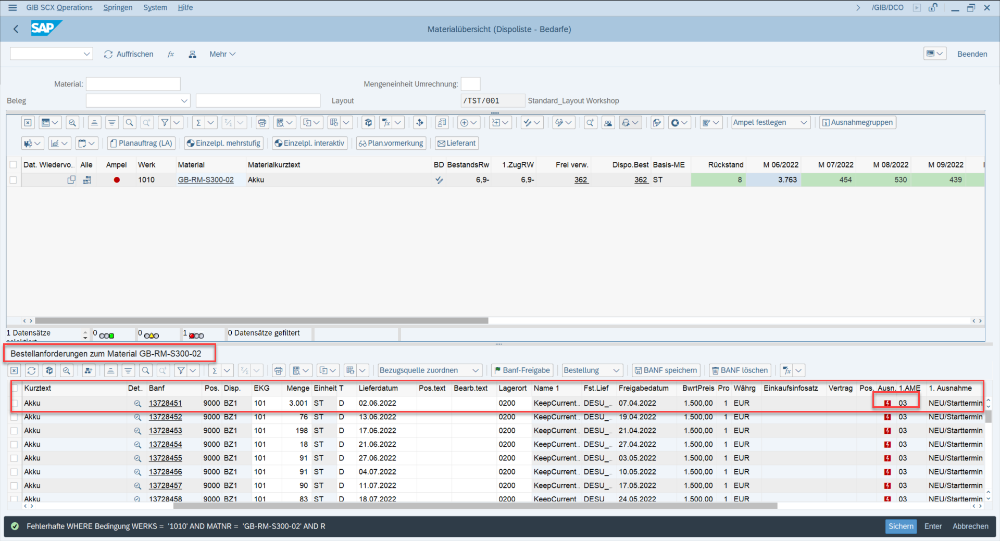 GIB SCX Operations Springen System Hilfe /GIB/DCO
SAP Materialübersicht (Dispoliste - Bedarfe)
Auffrischen fx Mehr Beenden
Material: Mengeneinheit Umrechnung:
Beleg Layout /TST/001 Standard_Layout Workshop
Ampel festlegen Ausnahmegruppen
Planauftrag (LA) Einzelpl. mehrstufig Einzelpl. interaktiv Plan.vormerkung Lieferant
Dat. Wiedervo... Alle Ampel Werk Material Materialkurztext BD BestandsRw 1.ZugRW Frei verw. Dispo.Best Basis-ME Rückstand M 06/2022 M 07/2022 M 08/2022 M 09/2022
1010 GB-RM-S300-02 Akku 6,9- 6,9- 362 362 ST 8 3.763 454 530 439
1 Datensätze 0 0 1 0 Datensätze gefiltert
selektiert
Bestellanforderungen zum Material GB-RM-S300-02
Bezugsquelle zuordnen Banf-Freigabe Bestellung BANF speichern BANF löschen
Kurztext Det... Banf Pos. Disp. EKG Menge Einheit T Lieferdatum Pos.text Bearb.text Lagerort Name 1 Fst.Lief Freigabedatum BwrtPreis Pro Währg Einkaufsinfosatz Vertrag Pos. Ausn. 1.AME 1. Ausnahme
Akku 13728451 9000 BZ1 101 3.001 ST D 02.06.2022 0200 KeepCurrent... DESU_... 07.04.2022 1.500,00 1 EUR 03 NEU/Starttermin
Akku 13728452 9000 BZ1 101 76 ST D 13.06.2022 0200 KeepCurrent... DESU_... 19.04.2022 1.500,00 1 EUR 03 NEU/Starttermin
Akku 13728453 9000 BZ1 101 198 ST D 17.06.2022 0200 KeepCurrent... DESU_... 21.04.2022 1.500,00 1 EUR 03 NEU/Starttermin
Akku 13728454 9000 BZ1 101 18 ST D 21.06.2022 0200 KeepCurrent... DESU_... 27.04.2022 1.500,00 1 EUR 03 NEU/Starttermin
Akku 13728455 9000 BZ1 101 91 ST D 27.06.2022 0200 KeepCurrent... DESU_... 03.05.2022 1.500,00 1 EUR 03 NEU/Starttermin
Akku 13728456 9000 BZ1 101 91 ST D 04.07.2022 0200 KeepCurrent... DESU_... 10.05.2022 1.500,00 1 EUR 03 NEU/Starttermin
Akku 13728457 9000 BZ1 101 90 ST D 11.07.2022 0200 KeepCurrent... DESU_... 17.05.2022 1.500,00 1 EUR 03 NEU/Starttermin
Akku 13728458 9000 BZ1 101 83 ST D 18.07.2022 0200 KeepCurrent DESU 24.05.2022 1.500,00 1 EUR 03 NEU/Starttermin
Fehlerhafte WHERE Bedingung WERKS = '1010' AND MATNR = 'GB-RM-S300-02' AND R Sichern Enter Abbrechen